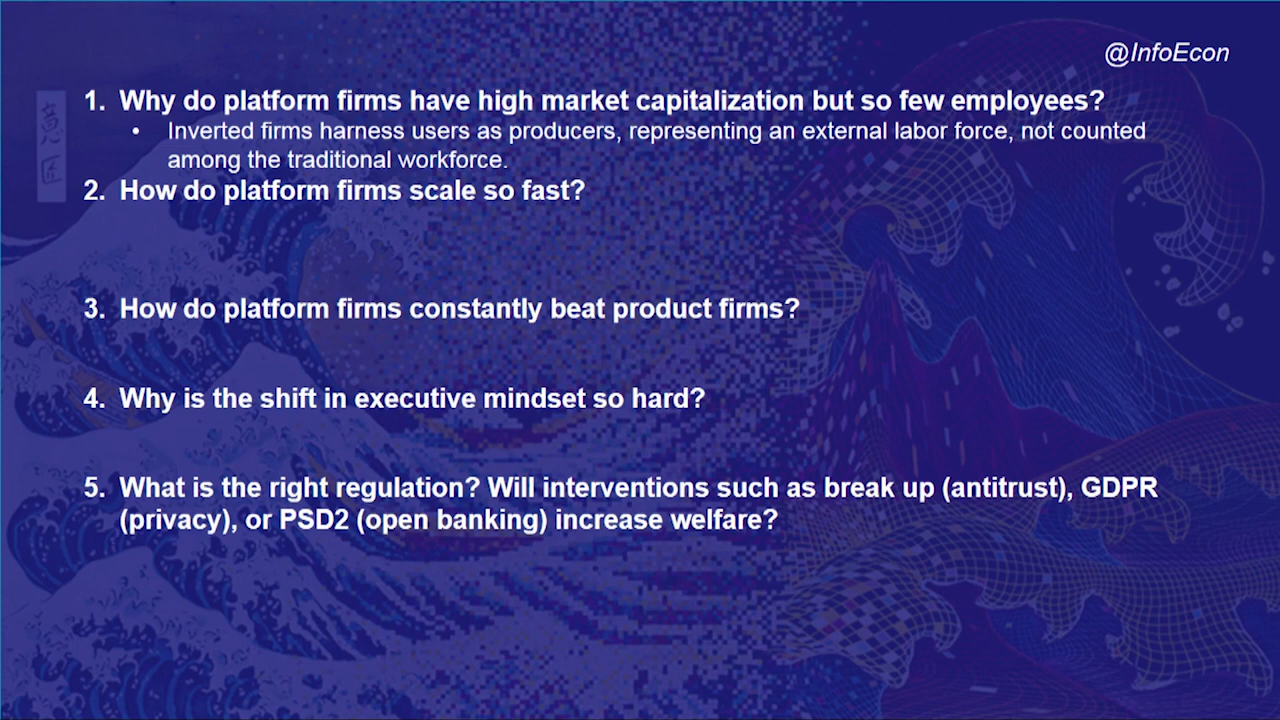 @InfoEcon
1. Why do platform firms have high market capitalization but so few employees?
• Inverted firms harness users as producers, representing an external labor force, not counted
among the traditional workforce.
2. How do platform firms scale so fast?
3. How do platform firms constantly beat product firms?
4. Why is the shift in executive mindset so hard?
5. What is the right regulation? Will interventions such as break up (antitrust), GDPR
(privacy), or PSD2 (open banking) increase welfare?
意匠